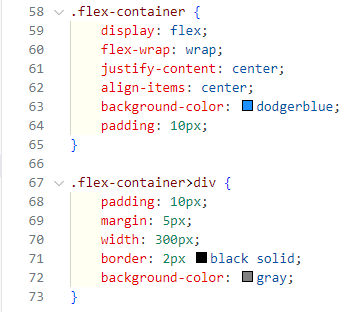 58 .flex-container {
59 display: flex;
60 flex-wrap: wrap;
61 justify-content: center;
62 align-items: center;
63 background-color: dodgerblue;
64 padding: 10px;
65 }
66
67 .flex-container>div {
68 padding: 10px;
69 margin: 5px;
70 width: 300px;
71 border: 2px black solid;
72 background-color: gray;
73 }